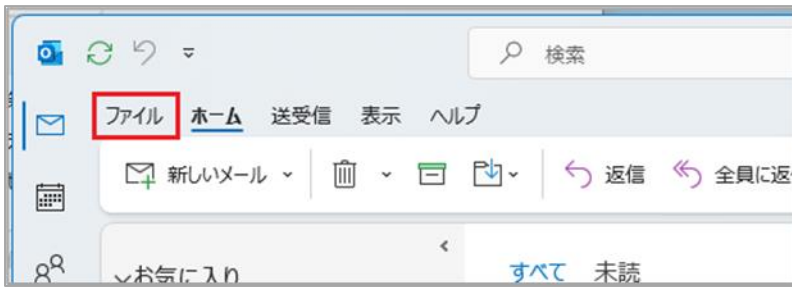 検索
ファイル ホーム 送受信 表示 ヘルプ
新しいメール 返信 全員に返
お気に入り
すべて 未読